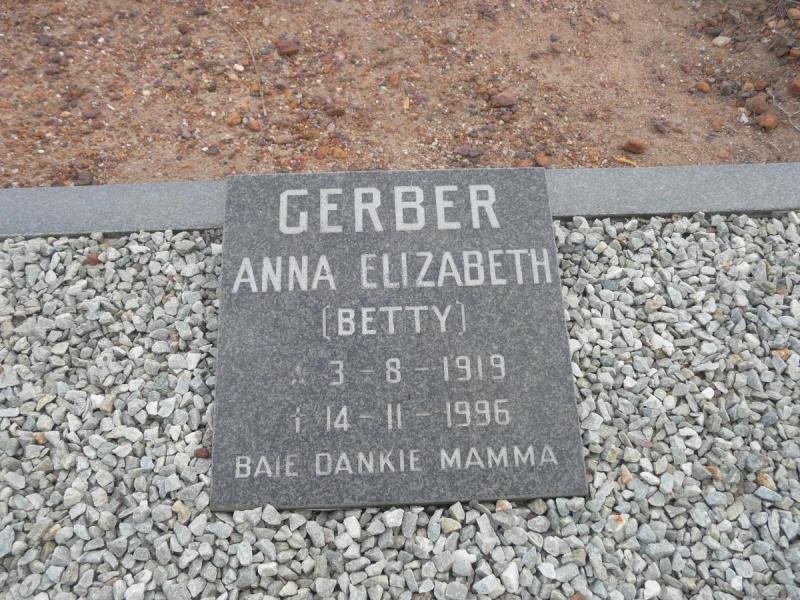 GERBER
ANNA ELIZABETH
(BETTY)
* 3-8-1919
† 14-11-1996
BAIE DANKIE MAMMA